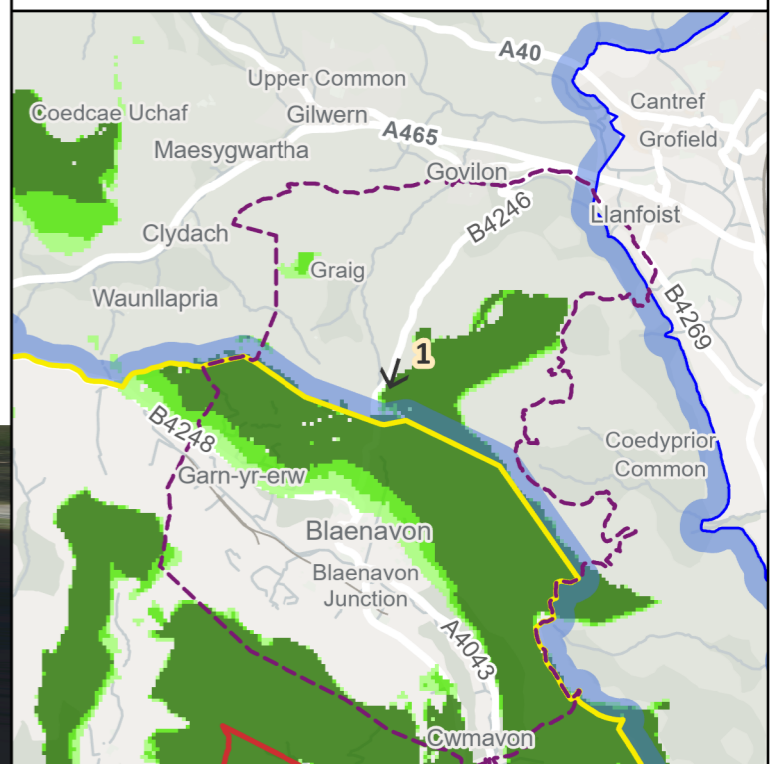 A40
Upper Common
Cantref
Coedcae Uchaf
Gilwern
A465
Grofield
Maesygwartha
Govilon
B4246
Llanfoist
Clydach
Graig
Waunllapria
B4269
1
B4248
Coedyprior
Common
Garn-yr-erw
Blaenavon
Blaenavon
Junction
A4043
Cwmavon